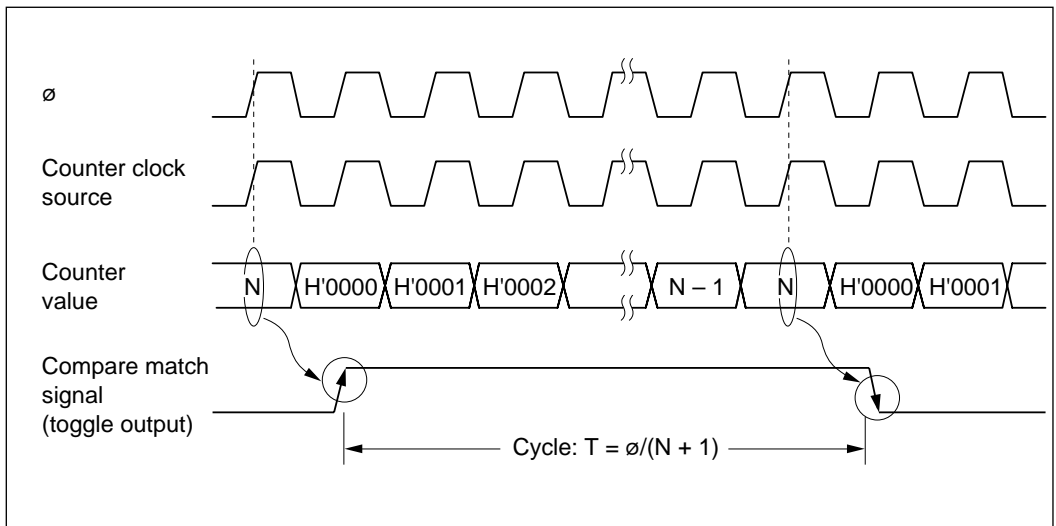 ø
Counter clock
source
Counter
value
N
H'0000
H'0001
H'0002
N – 1
N
H'0000
H'0001
Compare match
signal
(toggle output)
Cycle: T = ø/(N + 1)